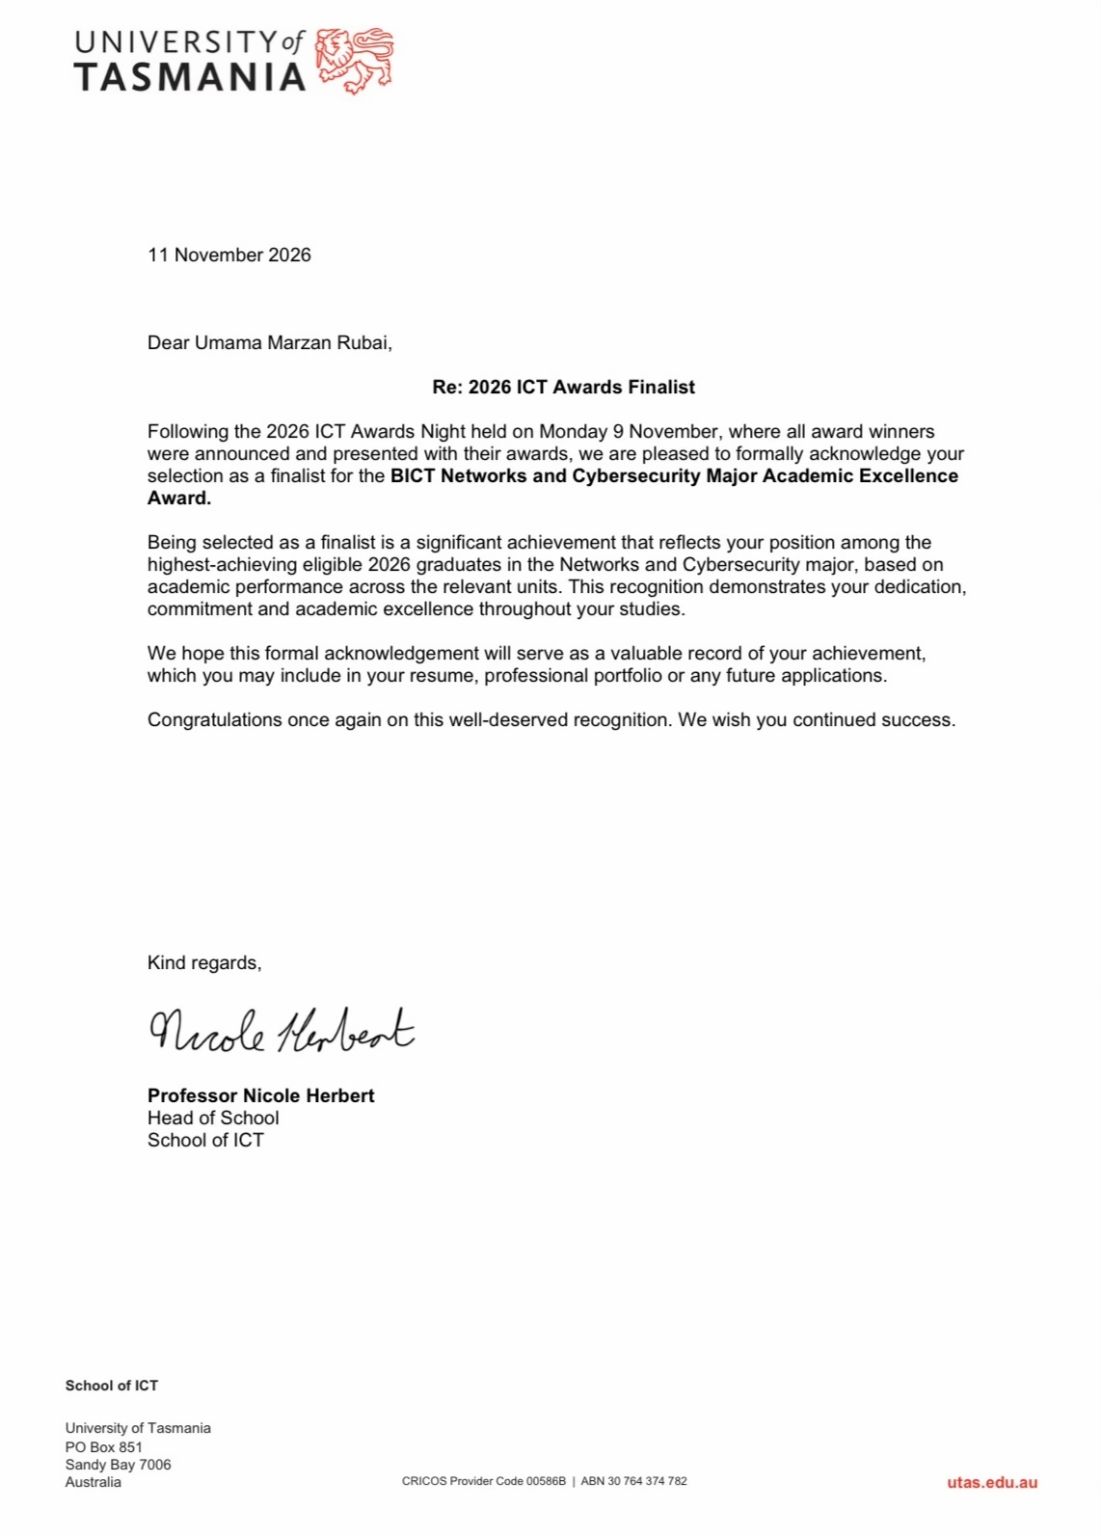 UNIVERSITY of
TASMANIA
11 November 2026
Dear Umama Marzan Rubai,
Re: 2026 ICT Awards Finalist
Following the 2026 ICT Awards Night held on Monday 9 November, where all award winners
were announced and presented with their awards, we are pleased to formally acknowledge your
selection as a finalist for the BICT Networks and Cybersecurity Major Academic Excellence
Award.
Being selected as a finalist is a significant achievement that reflects your position among the
highest-achieving eligible 2026 graduates in the Networks and Cybersecurity major, based on
academic performance across the relevant units. This recognition demonstrates your dedication,
commitment and academic excellence throughout your studies.
We hope this formal acknowledgement will serve as a valuable record of your achievement,
which you may include in your resume, professional portfolio or any future applications.
Congratulations once again on this well-deserved recognition. We wish you continued success.
Kind regards,
Nicole Herbert
Professor Nicole Herbert
Head of School
School of ICT
School of ICT
University of Tasmania
PO Box 851
Sandy Bay 7006
Australia
CRICOS Provider Code 00586B | ABN 30 764 374 782
utas.edu.au